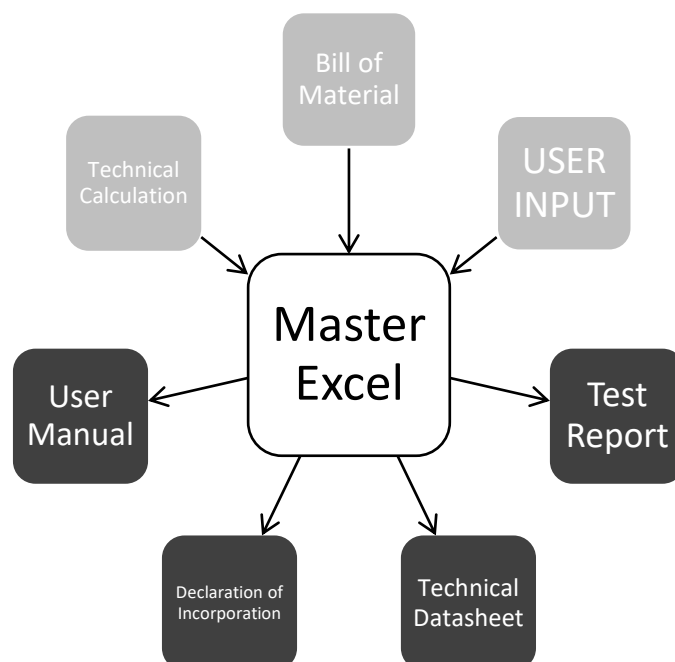 Bill of
Material
Technical
Calculation
USER
INPUT
Master
Excel
User
Manual
Test
Report
Declaration of
Incorporation
Technical
Datasheet